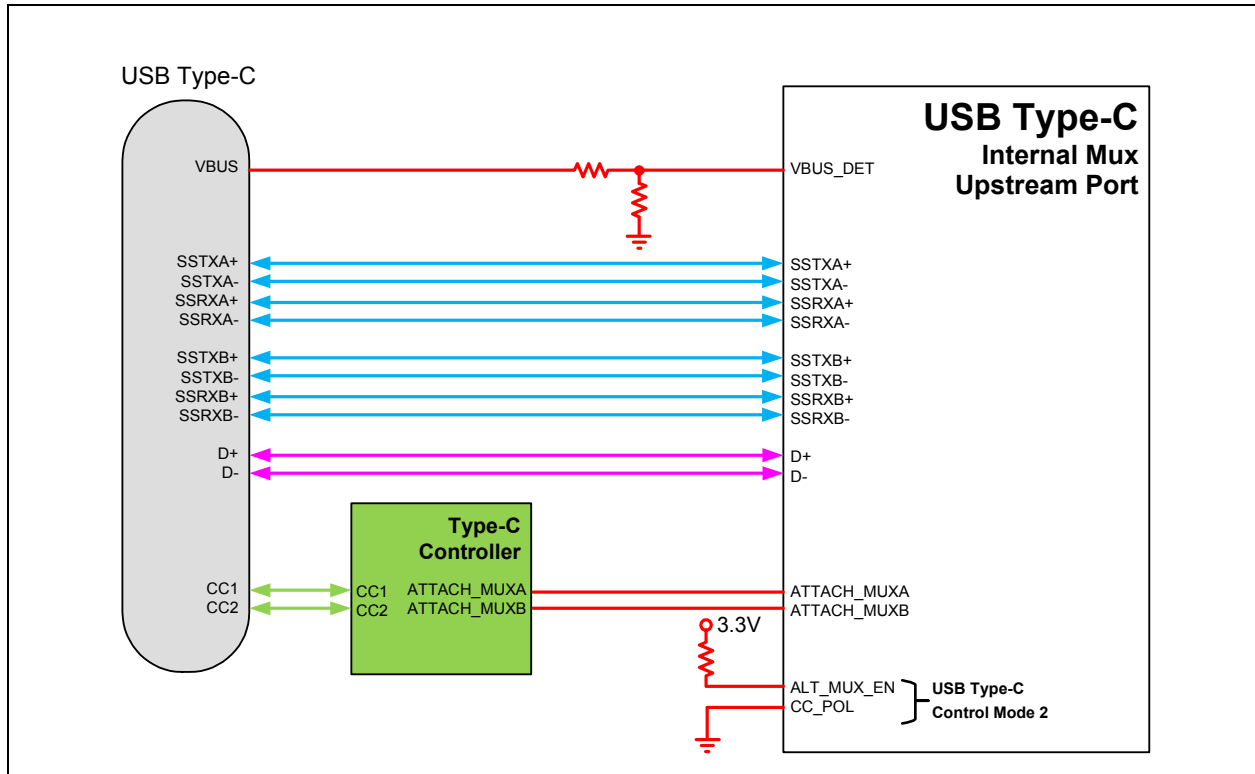 USB Type-C
VBUS
SSTXA+
SSTXA-
SSRXA+
SSRXA-
SSTXB+
SSTXB-
SSRXB+
SSRXB-
D+
D-
CC1
CC2
Type-C
Controller
CC1 ATTACH_MUXA
CC2 ATTACH_MUXB
3.3V
USB Type-C
Internal Mux
Upstream Port
VBUS_DET
SSTXA+
SSTXA-
SSRXA+
SSRXA-
SSTXB+
SSTXB-
SSRXB+
SSRXB-
D+
D-
ATTACH_MUXA
ATTACH_MUXB
ALT_MUX_EN
CC_POL
USB Type-C
Control Mode 2